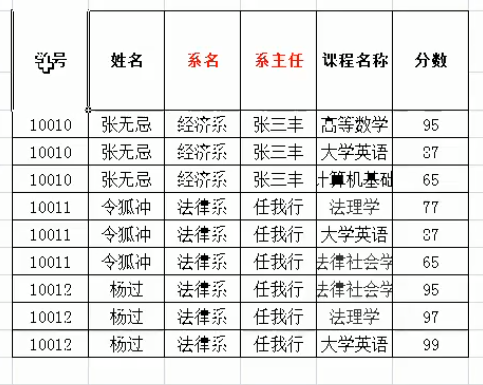 学号 姓名 系名 系主任 课程名称 分数
10010 张无忌 经济系 张三丰 高等数学 95
10010 张无忌 经济系 张三丰 大学英语 87
10010 张无忌 经济系 张三丰 计算机基础 65
10011 令狐冲 法律系 任我行 法理学 77
10011 令狐冲 法律系 任我行 大学英语 87
10011 令狐冲 法律系 任我行 法律社会学 65
10012 杨过 法律系 任我行 法律社会学 95
10012 杨过 法律系 任我行 法理学 97
10012 杨过 法律系 任我行 大学英语 99